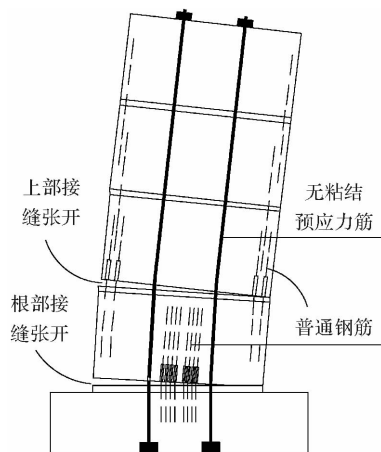 上部接
缝张开
无粘结
预应力筋
根部接
缝张开
普通钢筋